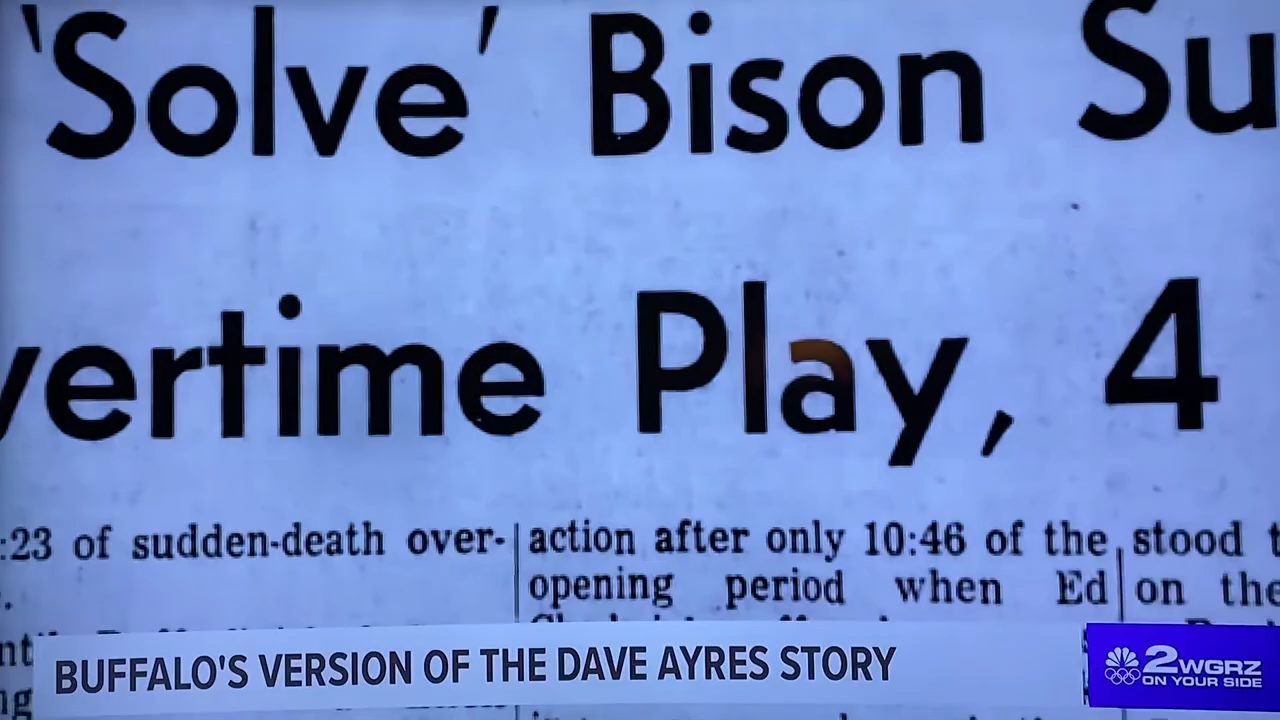 'Solve' Bison Su
vertime Play, 4
:23 of sudden-death over-
action after only 10:46 of the
opening period when Ed
stood t
on the
BUFFALO'S VERSION OF THE DAVE AYRES STORY
2WGRZ
ON YOUR SIDE